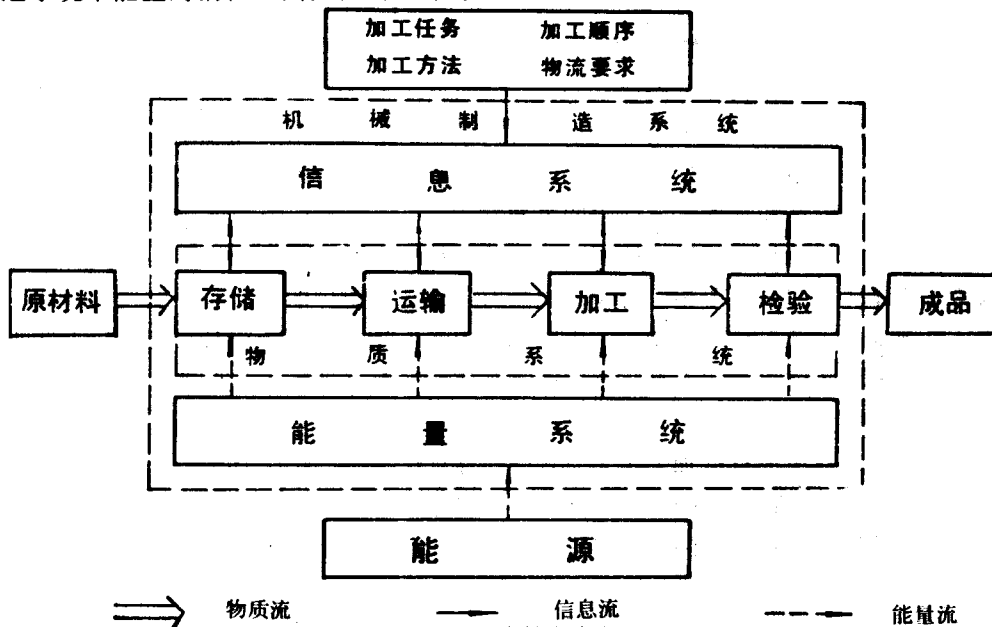 加工任务 加工顺序
加工方法 物流要求
机械制造系统
信息系统
原材料 存储 运输 加工 检验 成品
物质系统
能量系统
能源
物质流 信息流 能量流